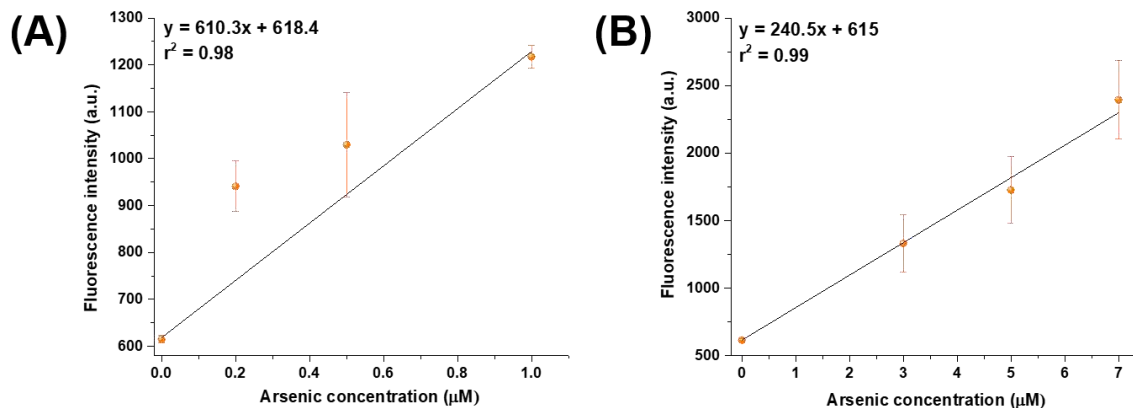 (A)
y = 610.3x + 618.4
r² = 0.98
Fluorescence intensity (a.u.)
1300
1200
1100
1000
900
800
700
600
0.0 0.2 0.4 0.6 0.8 1.0
Arsenic concentration (μM)
(B)
y = 240.5x + 615
r² = 0.99
Fluorescence intensity (a.u.)
3000
2500
2000
1500
1000
500
0 1 2 3 4 5 6 7
Arsenic concentration (μM)